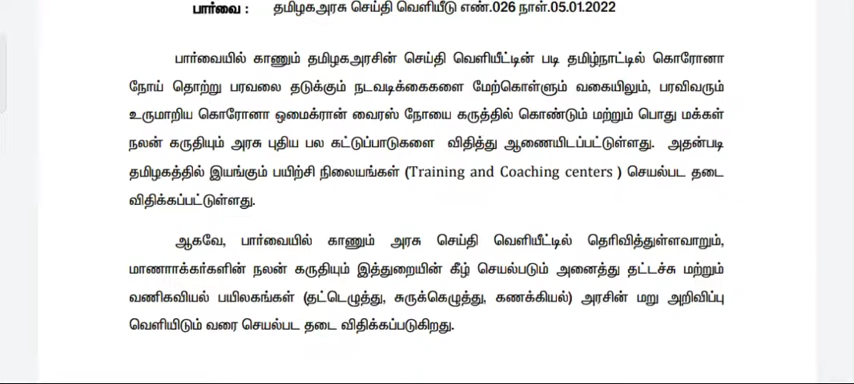 பார்வை : தமிழகஅரசு செய்தி வெளியீடு எண்.026 நாள்.05.01.2022
பார்வையில் காணும் தமிழகஅரசின் செய்தி வெளியீட்டின் படி தமிழ்நாட்டில் கொரோனா
நோய் தொற்று பரவலை தடுக்கும் நடவடிக்கைகளை மேற்கொள்ளும் வகையிலும், பரவிவரும்
உருமாறிய கொரோனா ஒமைக்ரான் வைரஸ் நோயை கருத்தில் கொண்டும் மற்றும் பொது மக்கள்
நலன் கருதியும் அரசு புதிய பல கட்டுப்பாடுகளை விதித்து ஆணையிடப்பட்டுள்ளது. அதன்படி
தமிழகத்தில் இயங்கும் பயிற்சி நிலையங்கள் (Training and Coaching centers ) செயல்பட தடை
விதிக்கப்பட்டுள்ளது.
ஆகவே, பார்வையில் காணும் அரசு செய்தி வெளியீட்டில் தெரிவித்துள்ளவாறும்,
மாணாாக்கர்களின் நலன் கருதியும் இத்துறையின் கீழ் செயல்படும் அனைத்து தட்டச்சு மற்றும்
வணிகவியல் பயிலகங்கள் (தட்டெழுத்து, சுருக்கெழுத்து, கணக்கியல்) அரசின் மறு அறிவிப்பு
வெளியிடும் வரை செயல்பட தடை விதிக்கப்படுகிறது.